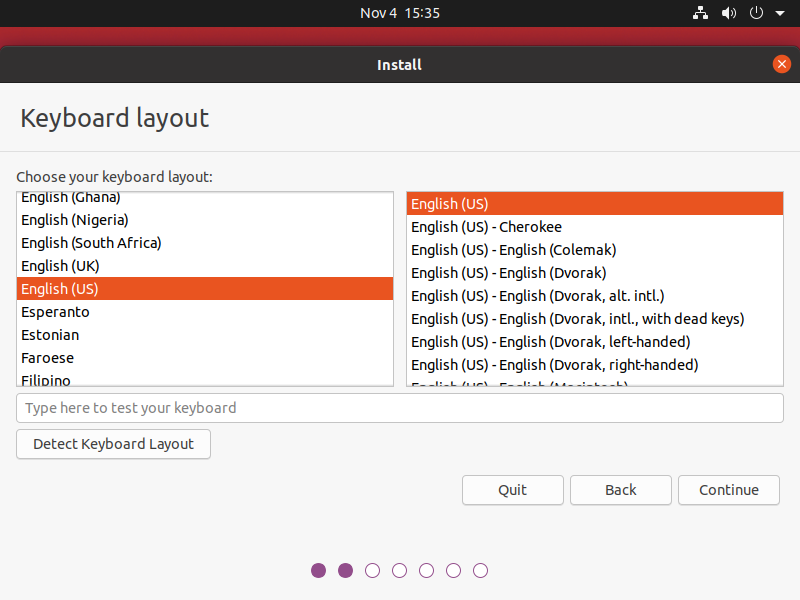 Nov 4 15:35
Install
Keyboard layout
Choose your keyboard layout:
English (Ghana)
English (Nigeria)
English (South Africa)
English (UK)
English (US)
Esperanto
Estonian
Faroese
Filipino
English (US)
English (US) - Cherokee
English (US) - English (Colemak)
English (US) - English (Dvorak)
English (US) - English (Dvorak, alt. intl.)
English (US) - English (Dvorak, intl., with dead keys)
English (US) - English (Dvorak, left-handed)
English (US) - English (Dvorak, right-handed)
English (US) - English (Macintosh)
Type here to test your keyboard
Detect Keyboard Layout
Quit
Back
Continue